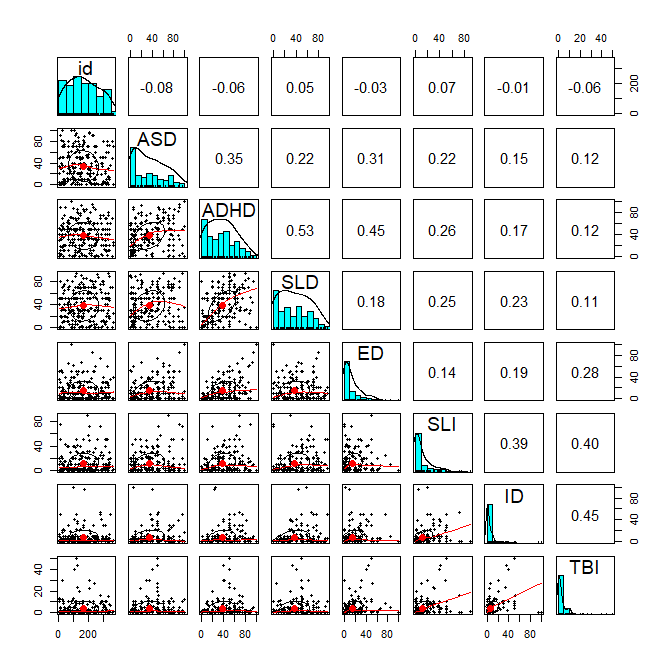 0 40 80 0 40 80 0 40 80 0 20 40
id -0.08 -0.06 0.05 -0.03 0.07 -0.01 -0.06 0 200
0 40 80 ASD 0.35 0.22 0.31 0.22 0.15 0.12
ADHD 0.53 0.45 0.26 0.17 0.12 0 40 80
0 40 80 SLD 0.18 0.25 0.23 0.11
ED 0.14 0.19 0.28 0 40 80
0 40 80 SLI 0.39 0.40
ID 0.45 0 40 80
0 20 40 TBI
0 200 0 40 80 0 40 80 0 40 80